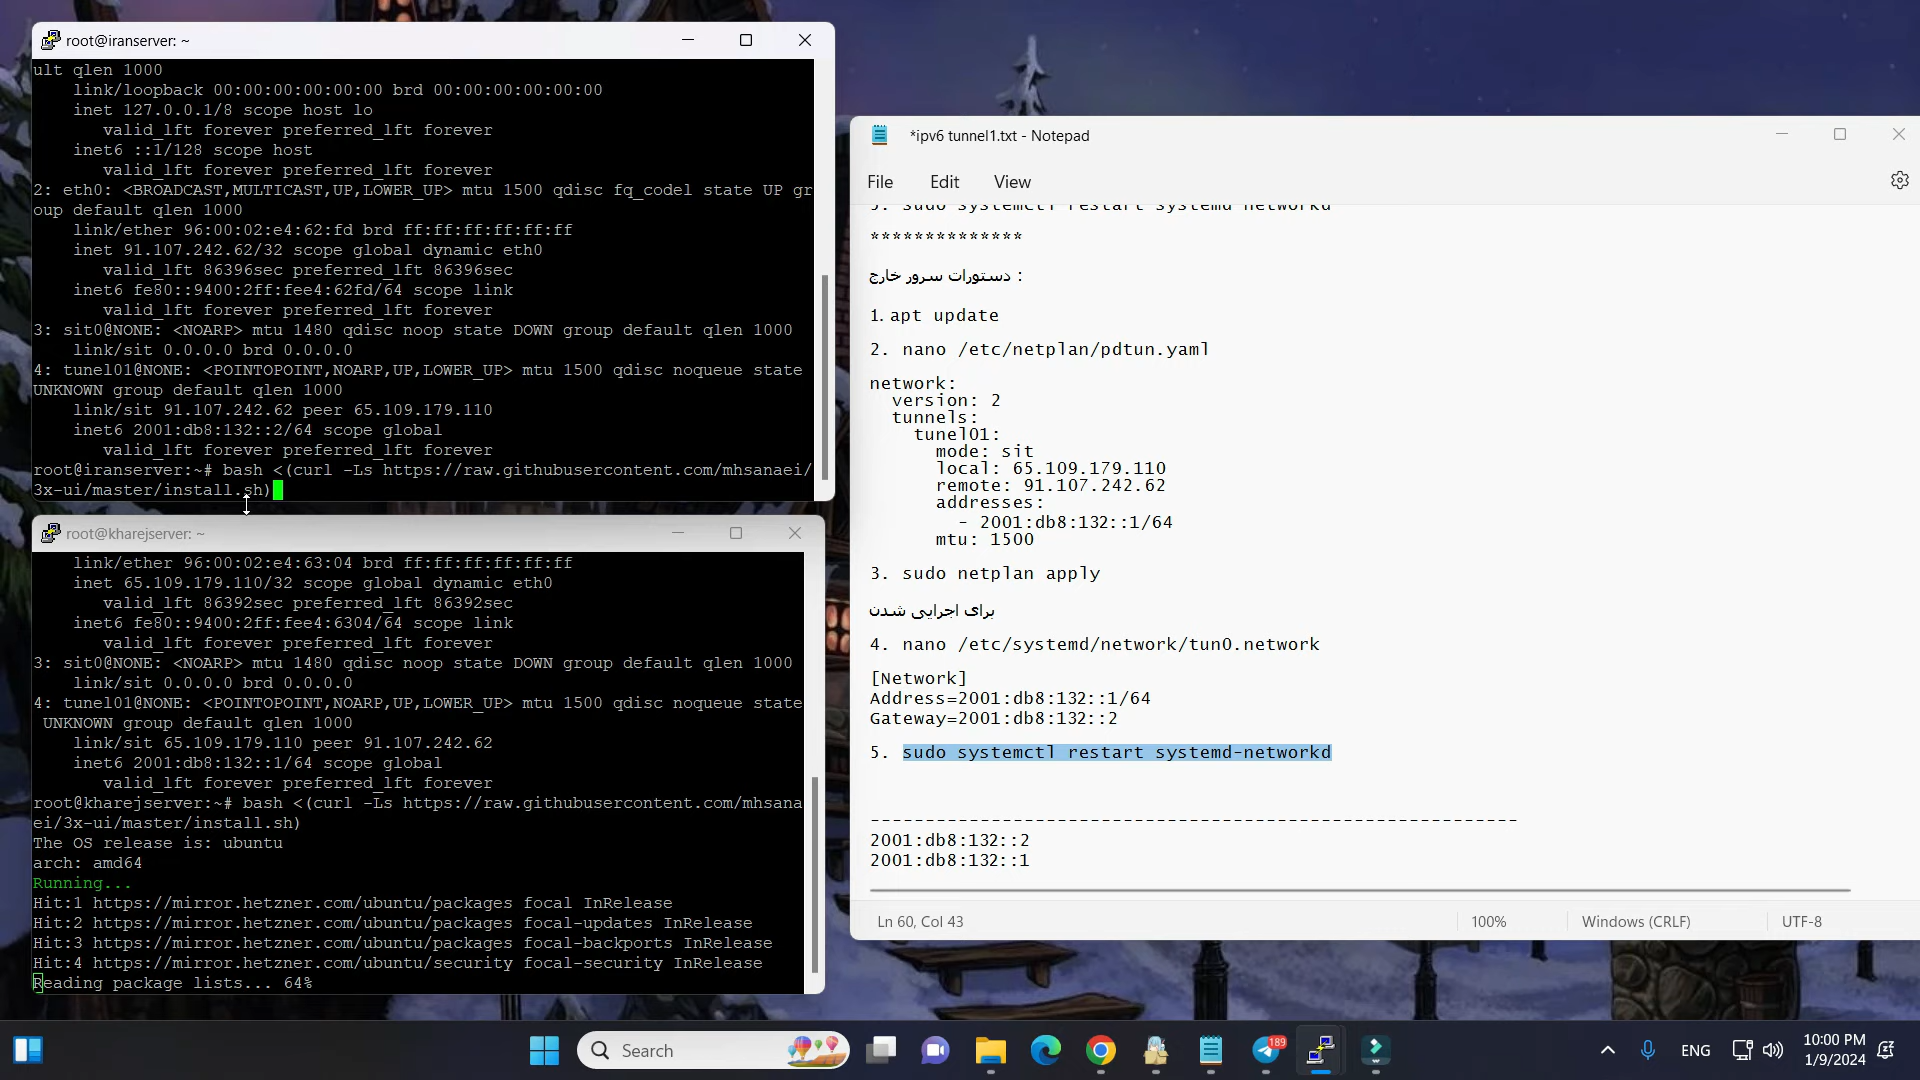 root@iranserver: ~
ult qlen 1000
link/loopback 00:00:00:00:00:00 brd 00:00:00:00:00:00
inet 127.0.0.1/8 scope host lo
valid_lft forever preferred_lft forever
inet6 ::1/128 scope host
valid_lft forever preferred_lft forever
2: eth0: <BROADCAST,MULTICAST,UP,LOWER_UP> mtu 1500 qdisc fq_codel state UP gr
oup default qlen 1000
link/ether 96:00:02:e4:62:fd brd ff:ff:ff:ff:ff:ff
inet 91.107.242.62/32 scope global dynamic eth0
valid_lft 86396sec preferred_lft 86396sec
inet6 fe80::9400:2ff:fee4:62fd/64 scope link
valid_lft forever preferred_lft forever
3: sit0@NONE: <NOARP> mtu 1480 qdisc noop state DOWN group default qlen 1000
link/sit 0.0.0.0 brd 0.0.0.0
4: tunel01@NONE: <POINTOPOINT,NOARP,UP,LOWER_UP> mtu 1500 qdisc noqueue state
UNKNOWN group default qlen 1000
link/sit 91.107.242.62 peer 65.109.179.110
inet6 2001:db8:132::2/64 scope global
valid_lft forever preferred_lft forever
root@iranserver:~# bash <(curl -Ls https://raw.githubusercontent.com/mhsanaei/
3x-ui/master/install.sh)
root@kharejserver: ~
link/ether 96:00:02:e4:63:04 brd ff:ff:ff:ff:ff:ff
inet 65.109.179.110/32 scope global dynamic eth0
valid_lft 86392sec preferred_lft 86392sec
inet6 fe80::9400:2ff:fee4:6304/64 scope link
valid_lft forever preferred_lft forever
3: sit0@NONE: <NOARP> mtu 1480 qdisc noop state DOWN group default qlen 1000
link/sit 0.0.0.0 brd 0.0.0.0
4: tunel01@NONE: <POINTOPOINT,NOARP,UP,LOWER_UP> mtu 1500 qdisc noqueue state
UNKNOWN group default qlen 1000
link/sit 65.109.179.110 peer 91.107.242.62
inet6 2001:db8:132::1/64 scope global
valid_lft forever preferred_lft forever
root@kharejserver:~# bash <(curl -Ls https://raw.githubusercontent.com/mhsana
ei/3x-ui/master/install.sh)
The OS release is: ubuntu
arch: amd64
Running...
Hit:1 https://mirror.hetzner.com/ubuntu/packages focal InRelease
Hit:2 https://mirror.hetzner.com/ubuntu/packages focal-updates InRelease
Hit:3 https://mirror.hetzner.com/ubuntu/packages focal-backports InRelease
Hit:4 https://mirror.hetzner.com/ubuntu/security focal-security InRelease
Reading package lists... 64%
*ipv6 tunnel1.txt - Notepad
File Edit View
5. sudo systemctl restart systemd-networkd
**************
دستورات سرور خارج :
1. apt update
2. nano /etc/netplan/pdtun.yaml
network:
version: 2
tunnels:
tunel01:
mode: sit
local: 65.109.179.110
remote: 91.107.242.62
addresses:
- 2001:db8:132::1/64
mtu: 1500
3. sudo netplan apply
برای اجرایی شدن
4. nano /etc/systemd/network/tun0.network
[Network]
Address=2001:db8:132::1/64
Gateway=2001:db8:132::2
5. sudo systemctl restart systemd-networkd
-----------------------------------------------------------
2001:db8:132::2
2001:db8:132::1
Ln 60, Col 43 100% Windows (CRLF) UTF-8
Search
189
ENG
10:00 PM
1/9/2024